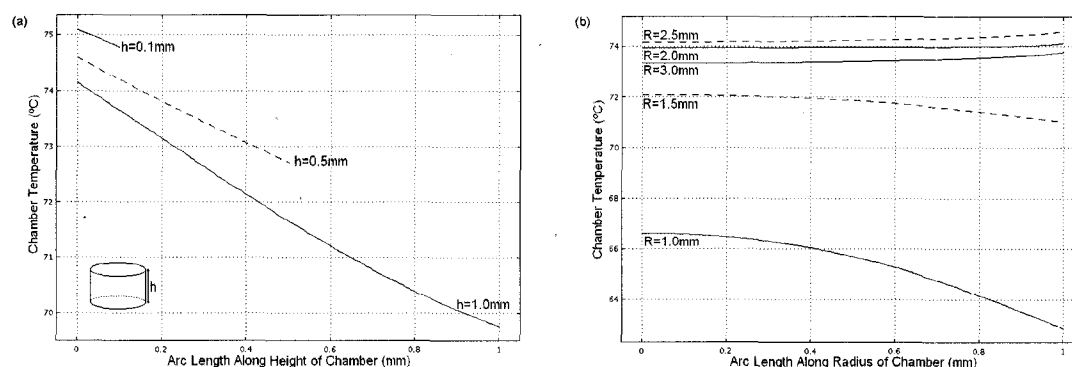 (a)
75
74
73
72
71
70
h=0.1mm
h=0.5mm
h=1.0mm
h
0
0.2
0.4
0.6
0.8
1
Chamber Temperature (ºC)
Arc Length Along Height of Chamber (mm)
(b)
74
72
70
68
66
64
R=2.5mm
R=2.0mm
R=3.0mm
R=1.5mm
R=1.0mm
0
0.2
0.4
0.6
0.8
1
Chamber Temperature (ºC)
Arc Length Along Radius of Chamber (mm)